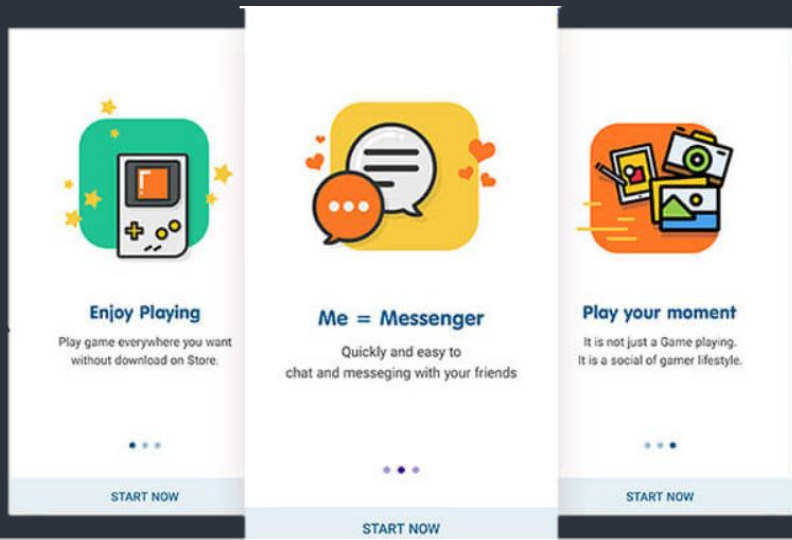 Enjoy Playing
Play game everywhere you want
without download on Store.
START NOW
Me = Messenger
Quickly and easy to
chat and messeging with your friends
START NOW
Play your moment
It is not just a Game playing.
It is a social of gamer lifestyle.
START NOW